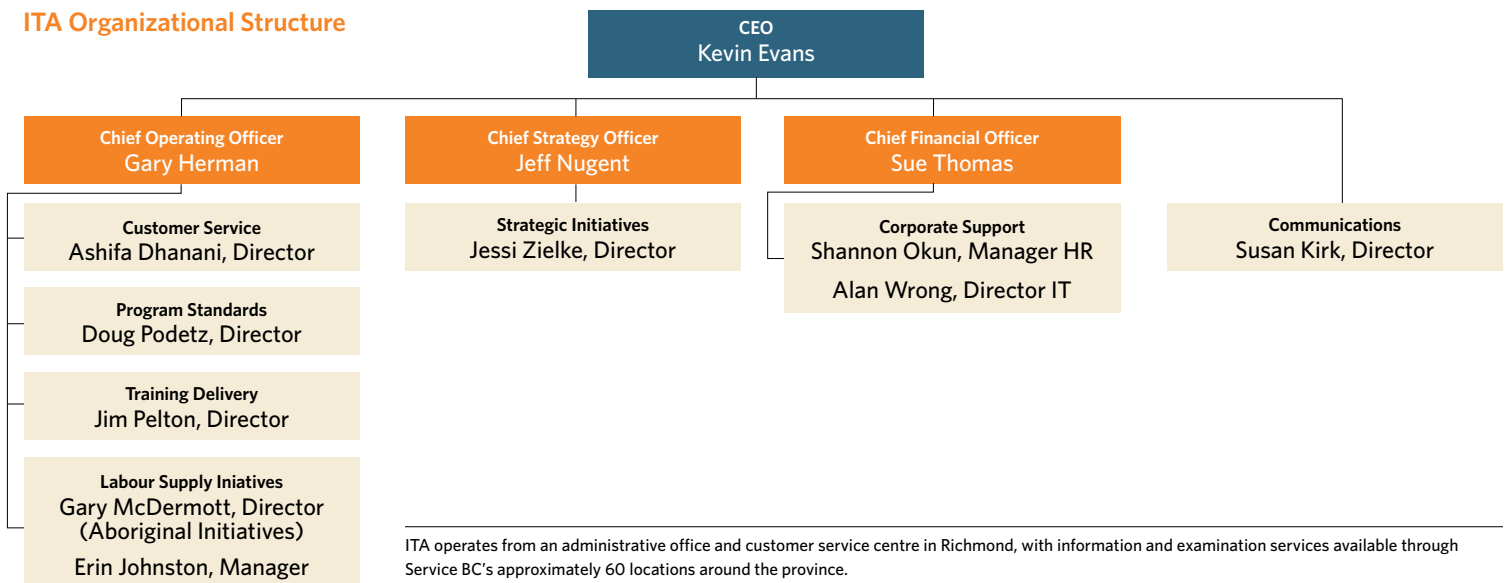 ITA Organizational Structure
CEO
Kevin Evans
Chief Operating Officer
Gary Herman
Customer Service
Ashifa Dhanani, Director
Program Standards
Doug Podetz, Director
Training Delivery
Jim Pelton, Director
Labour Supply Iniatives
Gary McDermott, Director
(Aboriginal Initiatives)
Erin Johnston, Manager
Chief Strategy Officer
Jeff Nugent
Strategic Initiatives
Jessi Zielke, Director
Chief Financial Officer
Sue Thomas
Corporate Support
Shannon Okun, Manager HR
Alan Wrong, Director IT
Communications
Susan Kirk, Director
ITA operates from an administrative office and customer service centre in Richmond, with information and examination services available through
Service BC's approximately 60 locations around the province.